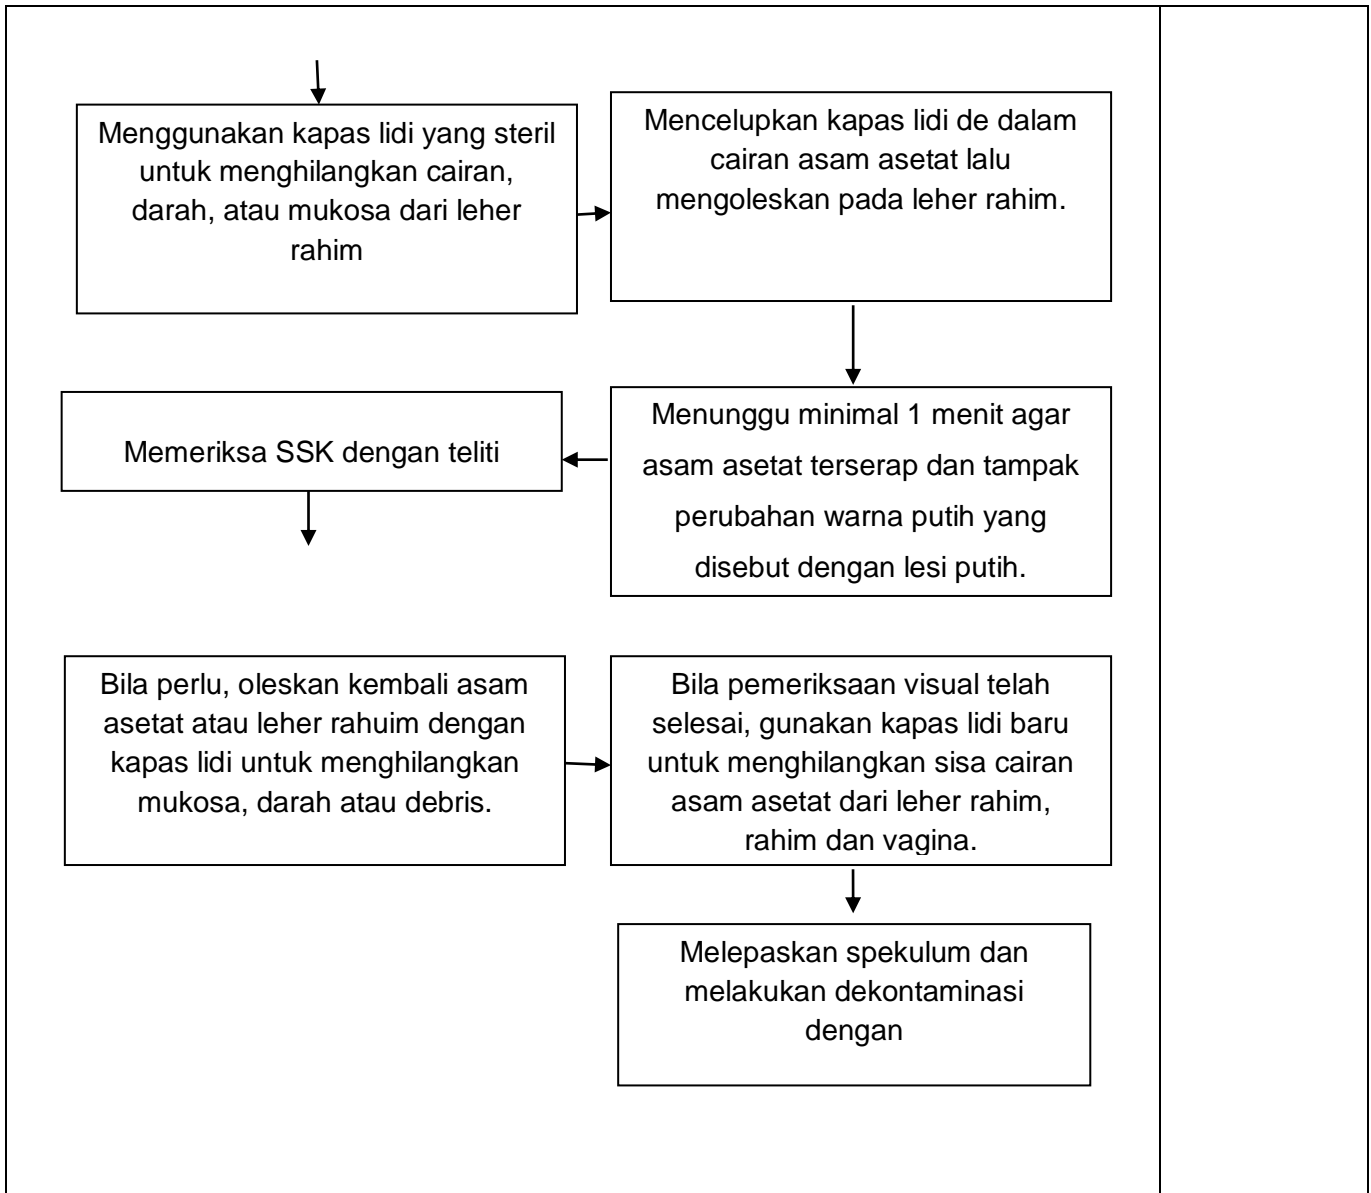 Menggunakan kapas lidi yang steril
untuk menghilangkan cairan,
darah, atau mukosa dari leher
rahim
Mencelupkan kapas lidi de dalam
cairan asam asetat lalu
mengoleskan pada leher rahim.
Menunggu minimal 1 menit agar
asam asetat terserap dan tampak
perubahan warna putih yang
disebut dengan lesi putih.
Memeriksa SSK dengan teliti
Bila perlu, oleskan kembali asam
asetat atau leher rahuim dengan
kapas lidi untuk menghilangkan
mukosa, darah atau debris.
Bila pemeriksaan visual telah
selesai, gunakan kapas lidi baru
untuk menghilangkan sisa cairan
asam asetat dari leher rahim,
rahim dan vagina.
Melepaskan spekulum dan
melakukan dekontaminasi
dengan